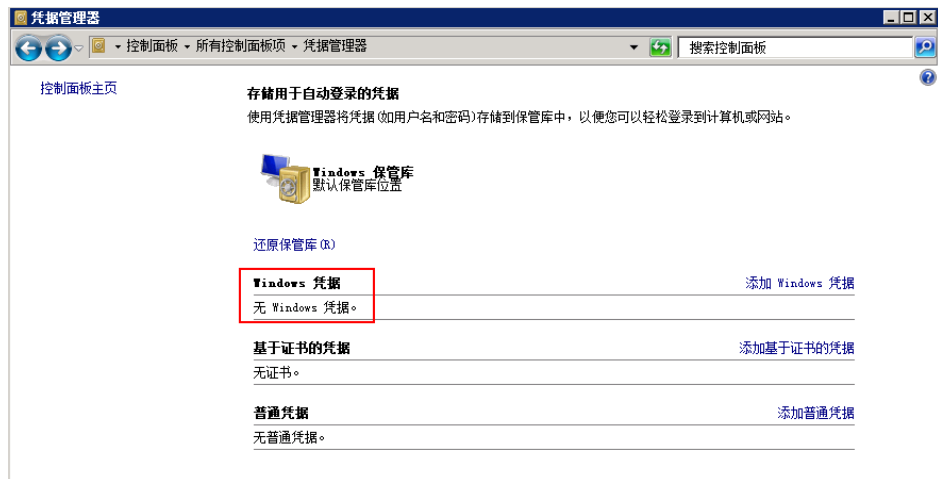 凭据管理器
控制面板 所有控制面板项 凭据管理器 搜索控制面板
控制面板主页
存储用于自动登录的凭据
使用凭据管理器将凭据(如用户名和密码)存储到保管库中，以便您可以轻松登录到计算机或网站。
Windows 保管库
默认保管库位置
还原保管库(R)
Windows 凭据 添加 Windows 凭据
无 Windows 凭据。
基于证书的凭据 添加基于证书的凭据
无证书。
普通凭据 添加普通凭据
无普通凭据。